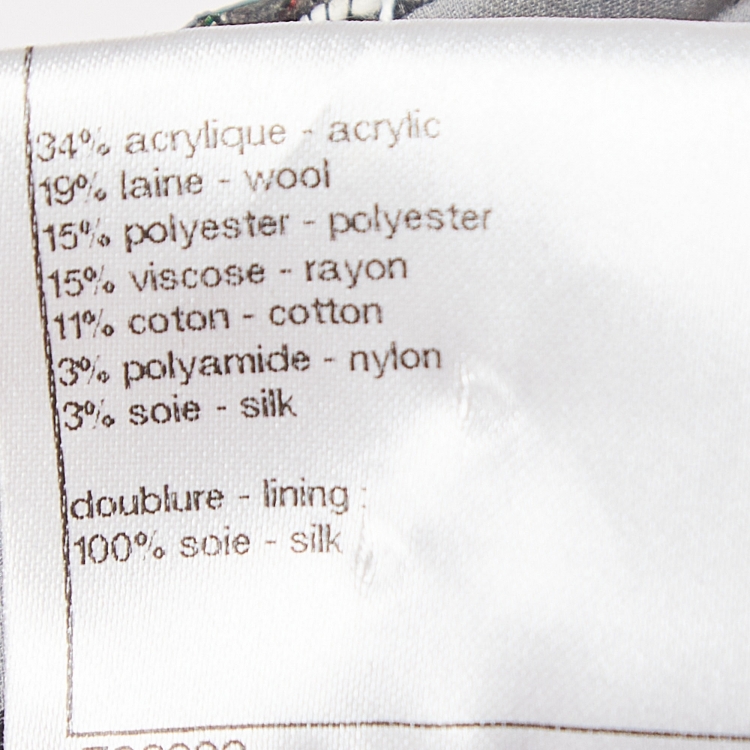 34% acrylique - acrylic
19% laine - wool
15% polyester - polyester
15% viscose - rayon
11% coton - cotton
3% polyamide - nylon
3% soie - silk
doublure - lining :
100% soie - silk